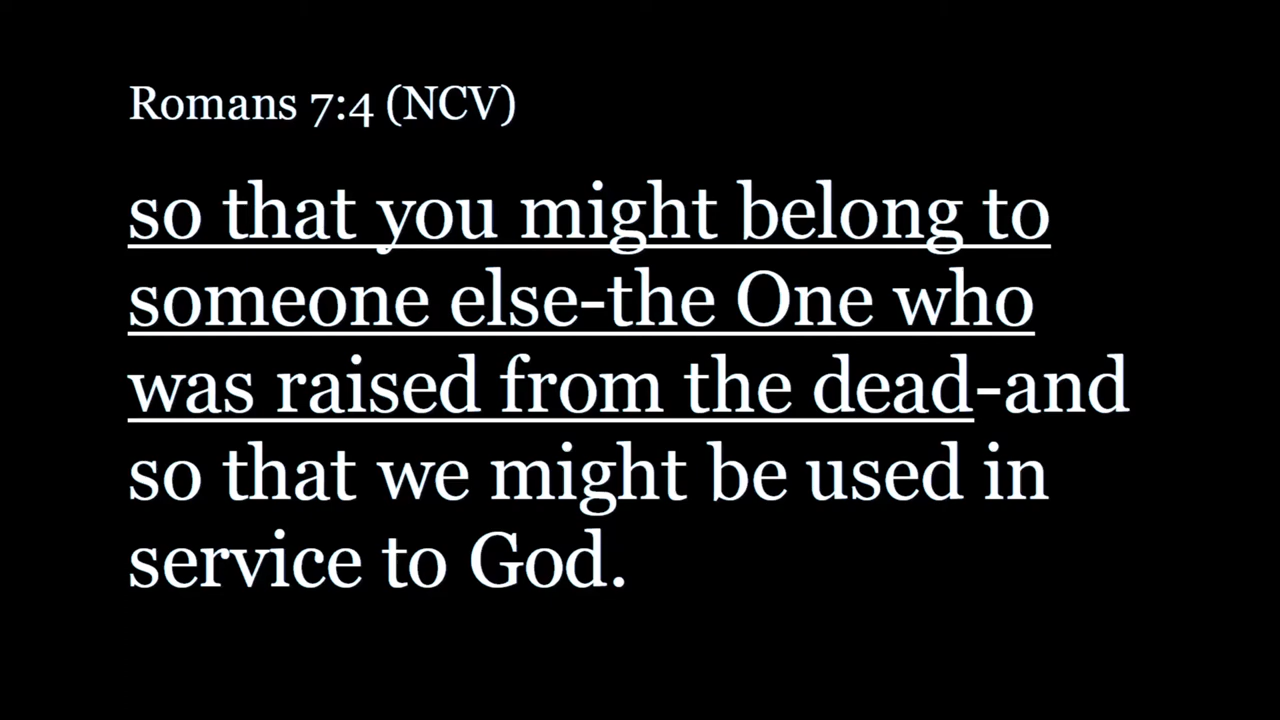 Romans 7:4 (NCV)
so that you might belong to
someone else-the One who
was raised from the dead-and
so that we might be used in
service to God.